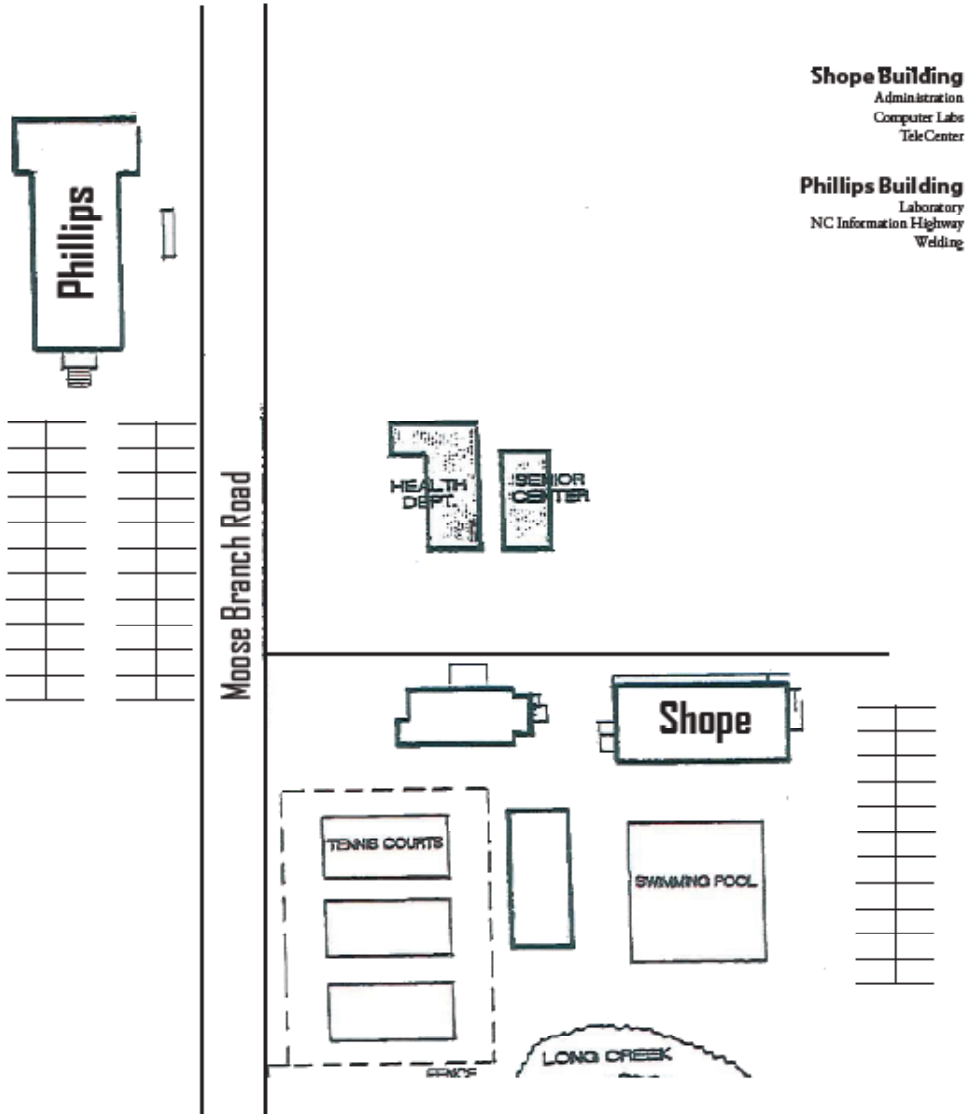 Shope Building
Administration
Computer Labs
TeleCenter
Phillips Building
Laboratory
NC Information Highway
Welding
Phillips
HEALTH
DEPT.
SENIOR
CENTER
Moose Branch Road
Shope
TENNIS COURTS
SWIMMING POOL
LONG CREEK
FENCE